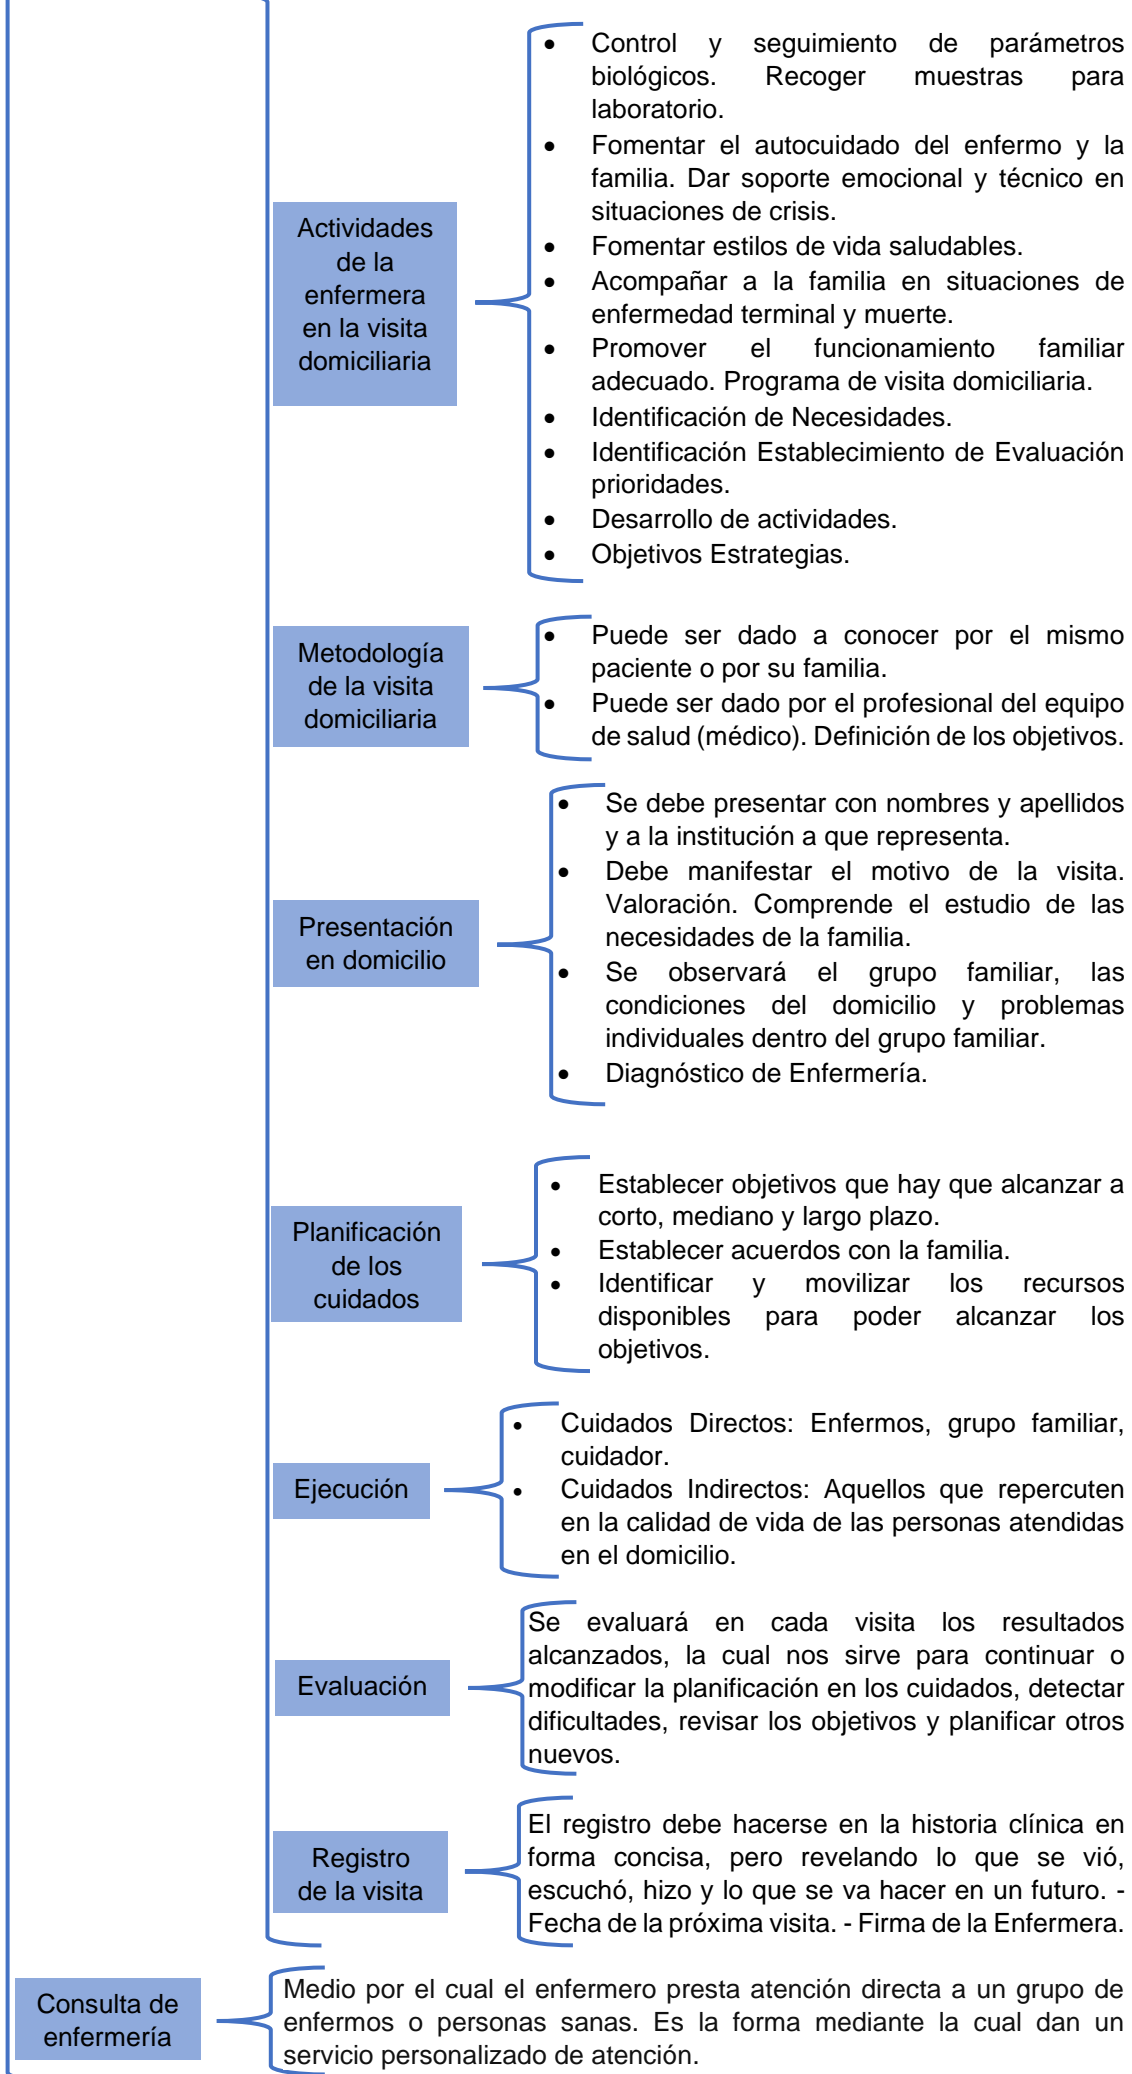 Actividades
de la
enfermera
en la visita
domiciliaria
• Control y seguimiento de parámetros
biológicos. Recoger muestras para
laboratorio.
• Fomentar el autocuidado del enfermo y la
familia. Dar soporte emocional y técnico en
situaciones de crisis.
• Fomentar estilos de vida saludables.
• Acompañar a la familia en situaciones de
enfermedad terminal y muerte.
• Promover el funcionamiento familiar
adecuado. Programa de visita domiciliaria.
• Identificación de Necesidades.
• Identificación Establecimiento de Evaluación
prioridades.
• Desarrollo de actividades.
• Objetivos Estrategias.
Metodología
de la visita
domiciliaria
• Puede ser dado a conocer por el mismo
paciente o por su familia.
• Puede ser dado por el profesional del equipo
de salud (médico). Definición de los objetivos.
Presentación
en domicilio
• Se debe presentar con nombres y apellidos
y a la institución a que representa.
• Debe manifestar el motivo de la visita.
Valoración. Comprende el estudio de las
necesidades de la familia.
• Se observará el grupo familiar, las
condiciones del domicilio y problemas
individuales dentro del grupo familiar.
• Diagnóstico de Enfermería.
Planificación
de los
cuidados
• Establecer objetivos que hay que alcanzar a
corto, mediano y largo plazo.
• Establecer acuerdos con la familia.
• Identificar y movilizar los recursos
disponibles para poder alcanzar los
objetivos.
Ejecución
• Cuidados Directos: Enfermos, grupo familiar,
cuidador.
• Cuidados Indirectos: Aquellos que repercuten
en la calidad de vida de las personas atendidas
en el domicilio.
Evaluación
Se evaluará en cada visita los resultados
alcanzados, la cual nos sirve para continuar o
modificar la planificación en los cuidados, detectar
dificultades, revisar los objetivos y planificar otros
nuevos.
Registro
de la visita
El registro debe hacerse en la historia clínica en
forma concisa, pero revelando lo que se vió,
escuchó, hizo y lo que se va hacer en un futuro. -
Fecha de la próxima visita. - Firma de la Enfermera.
Consulta de
enfermería
Medio por el cual el enfermero presta atención directa a un grupo de
enfermos o personas sanas. Es la forma mediante la cual dan un
servicio personalizado de atención.